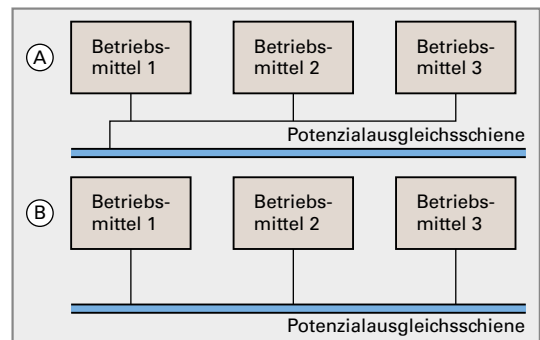 A
Betriebs-
mittel 1
Betriebs-
mittel 2
Betriebs-
mittel 3
Potenzialausgleichsschiene
B
Betriebs-
mittel 1
Betriebs-
mittel 2
Betriebs-
mittel 3
Potenzialausgleichsschiene